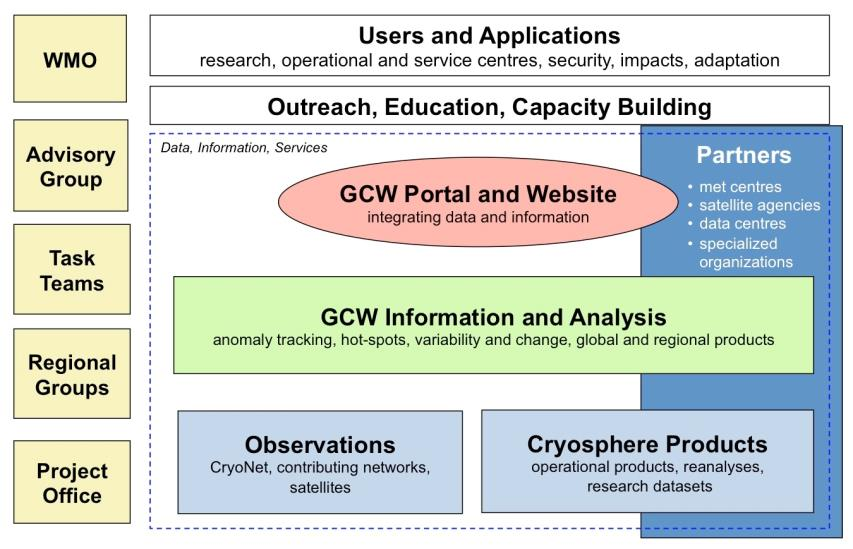 WMO
Advisory
Group
Task
Teams
Regional
Groups
Project
Office
Users and Applications
research, operational and service centres, security, impacts, adaptation
Outreach, Education, Capacity Building
Data, Information, Services
Partners
• met centres
• satellite agencies
• data centres
• specialized
organizations
GCW Portal and Website
integrating data and information
GCW Information and Analysis
anomaly tracking, hot-spots, variability and change, global and regional products
Observations
CryoNet, contributing networks,
satellites
Cryosphere Products
operational products, reanalyses,
research datasets